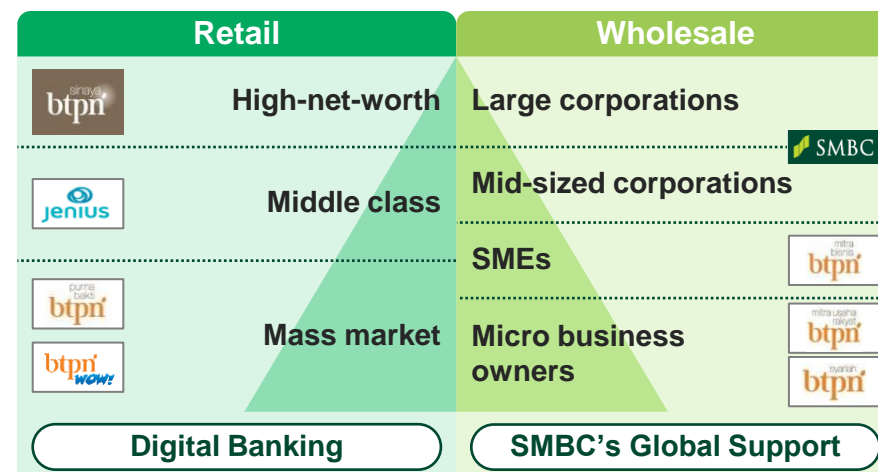 Retail
Wholesale
sinaya
btpn
High-net-worth
Large corporations
SMBC
Jenius
Middle class
Mid-sized corporations
SMEs
mitra
bisnis
btpn
purna
bakti
btpn
btpn
wow!
Mass market
Micro business
owners
mitra usaha
rakyat
btpn
syariah
btpn
Digital Banking
SMBC's Global Support